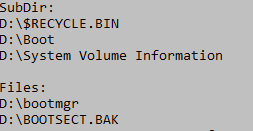 SubDir:
D:\$RECYCLE.BIN
D:\Boot
D:\System Volume Information
Files:
D:\bootmgr
D:\BOOTSECT.BAK